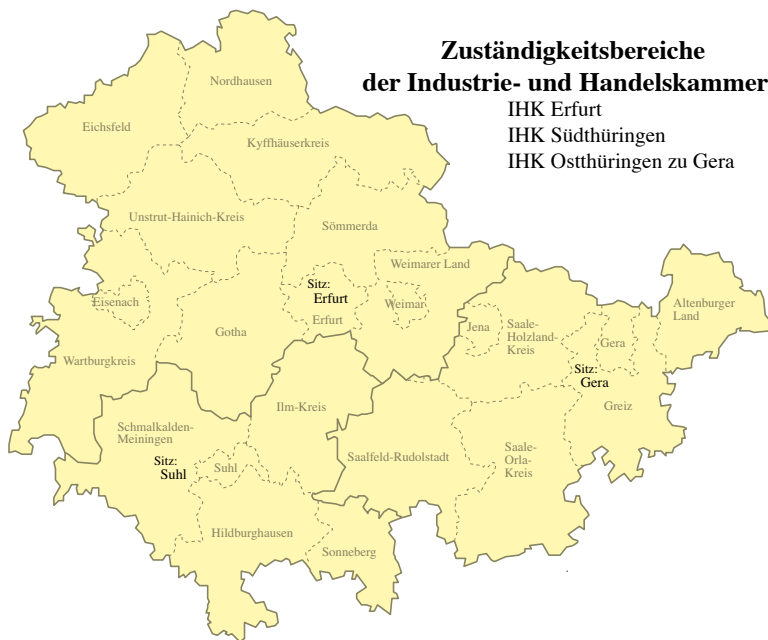 Zuständigkeitsbereiche
der Industrie- und Handelskammer
IHK Erfurt
IHK Südthüringen
IHK Ostthüringen zu Gera
Nordhausen
Eichsfeld
Kyffhäuserkreis
Unstrut-Hainich-Kreis
Sömmerda
Weimarer Land
Sitz:
Erfurt
Erfurt
Weimar
Eisenach
Gotha
Wartburgkreis
Altenburger
Land
Jena
Saale-
Holzland-
Kreis
Gera
Sitz:
Gera
Greiz
Ilm-Kreis
Schmalkalden-
Meiningen
Sitz:
Suhl
Suhl
Saalfeld-Rudolstadt
Saale-
Orla-
Kreis
Hildburghausen
Sonneberg